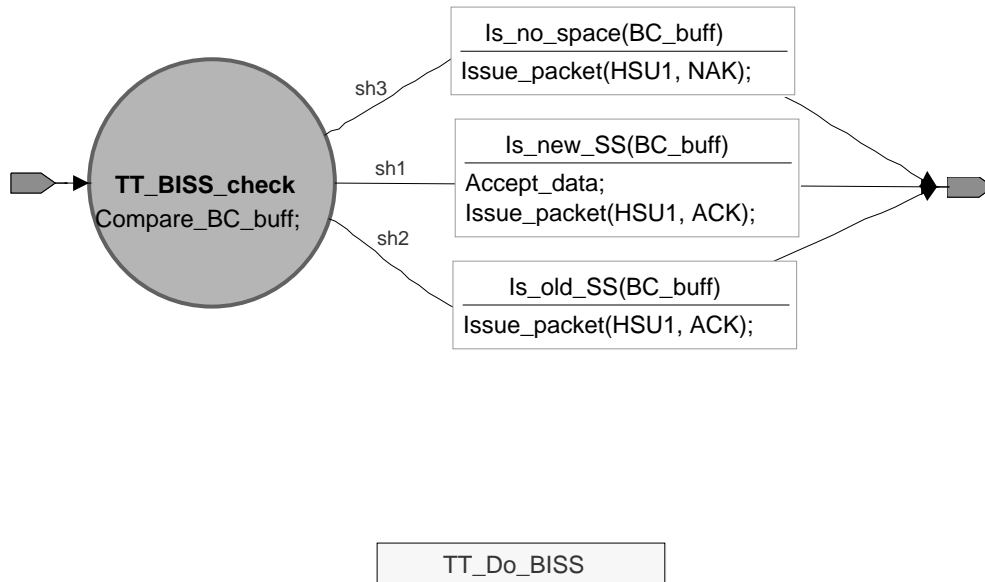 Is_no_space(BC_buff)
Issue_packet(HSU1, NAK);
sh3
TT_BISS_check
Compare_BC_buff;
sh1
Is_new_SS(BC_buff)
Accept_data;
Issue_packet(HSU1, ACK);
sh2
Is_old_SS(BC_buff)
Issue_packet(HSU1, ACK);
TT_Do_BISS